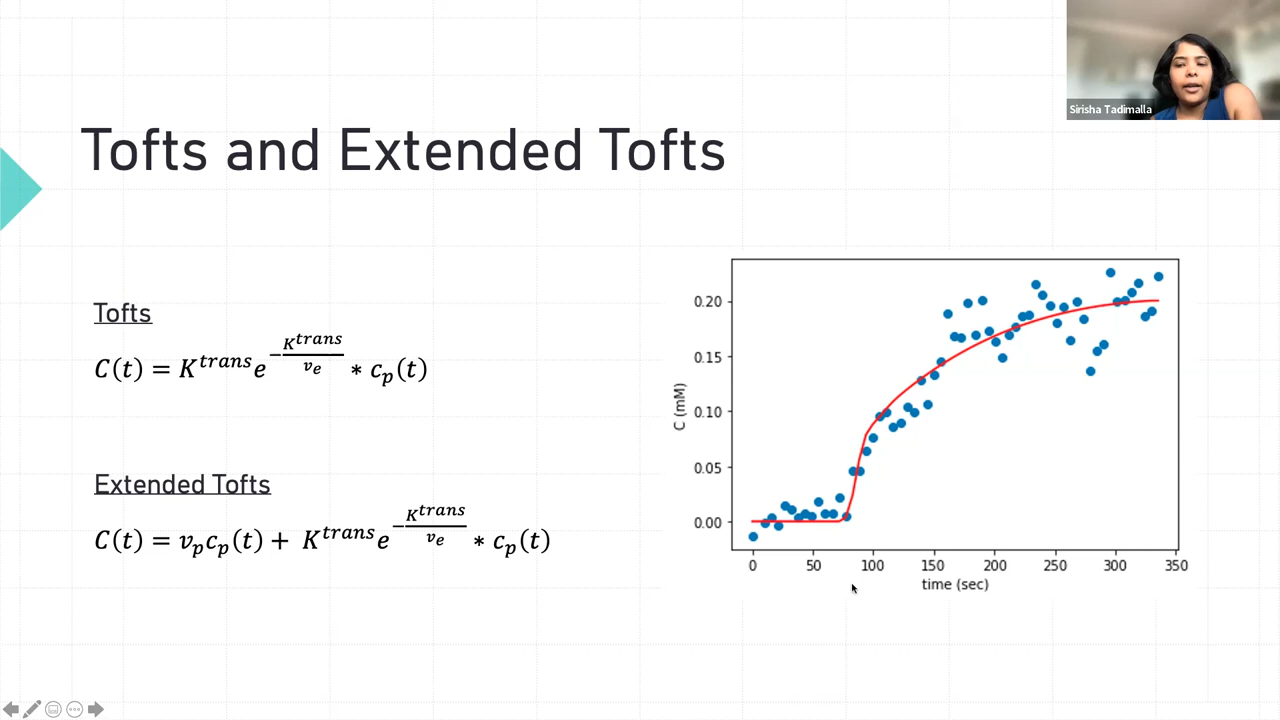 Sirisha Tadimalla
Tofts and Extended Tofts
Tofts
C(t) = K^{trans} e^{-\frac{K^{trans}}{v_e}} * c_p(t)
Extended Tofts
C(t) = v_p c_p(t) + K^{trans} e^{-\frac{K^{trans}}{v_e}} * c_p(t)
C (mM)
0.20
0.15
0.10
0.05
0.00
0 50 100 150 200 250 300 350
time (sec)